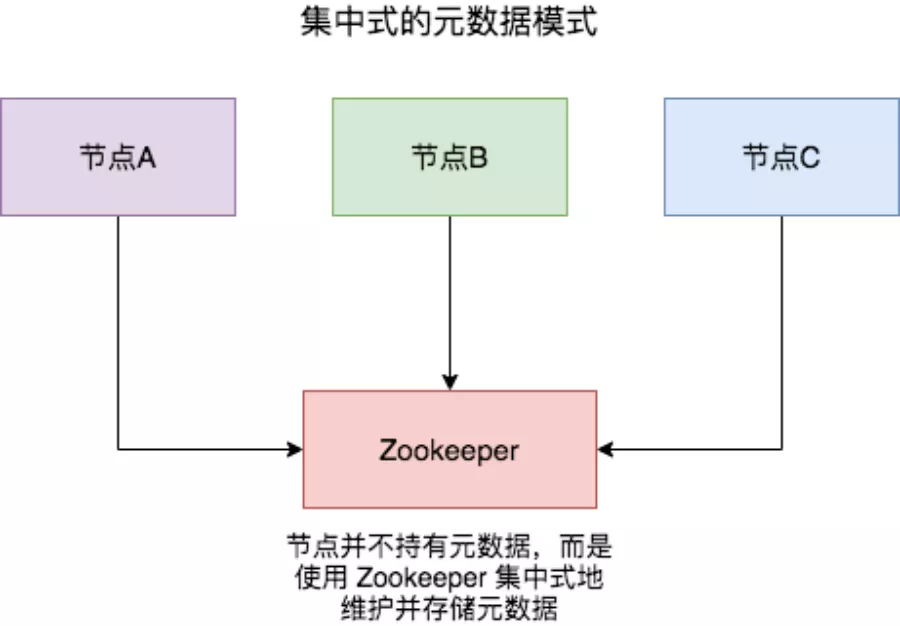 集中式的元数据模式
节点A
节点B
节点C
Zookeeper
节点并不持有元数据，而是
使用 Zookeeper 集中式地
维护并存储元数据